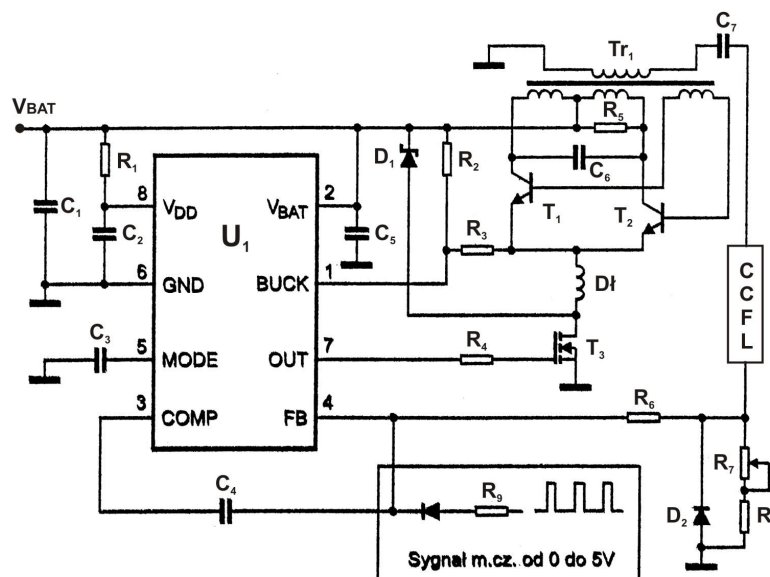 C7
Tr1
VBAT
R5
D1
R2
R1
C6
8
2
C1
VDD
VBAT
T1
T2
C2
U1
C5
R3
6
1
GND
BUCK
Dł
C3
5
7
MODE
OUT
R4
T3
CCFL
3
4
COMP
FB
R6
R7
C4
R9
D2
R
Sygnał m.cz. od 0 do 5V